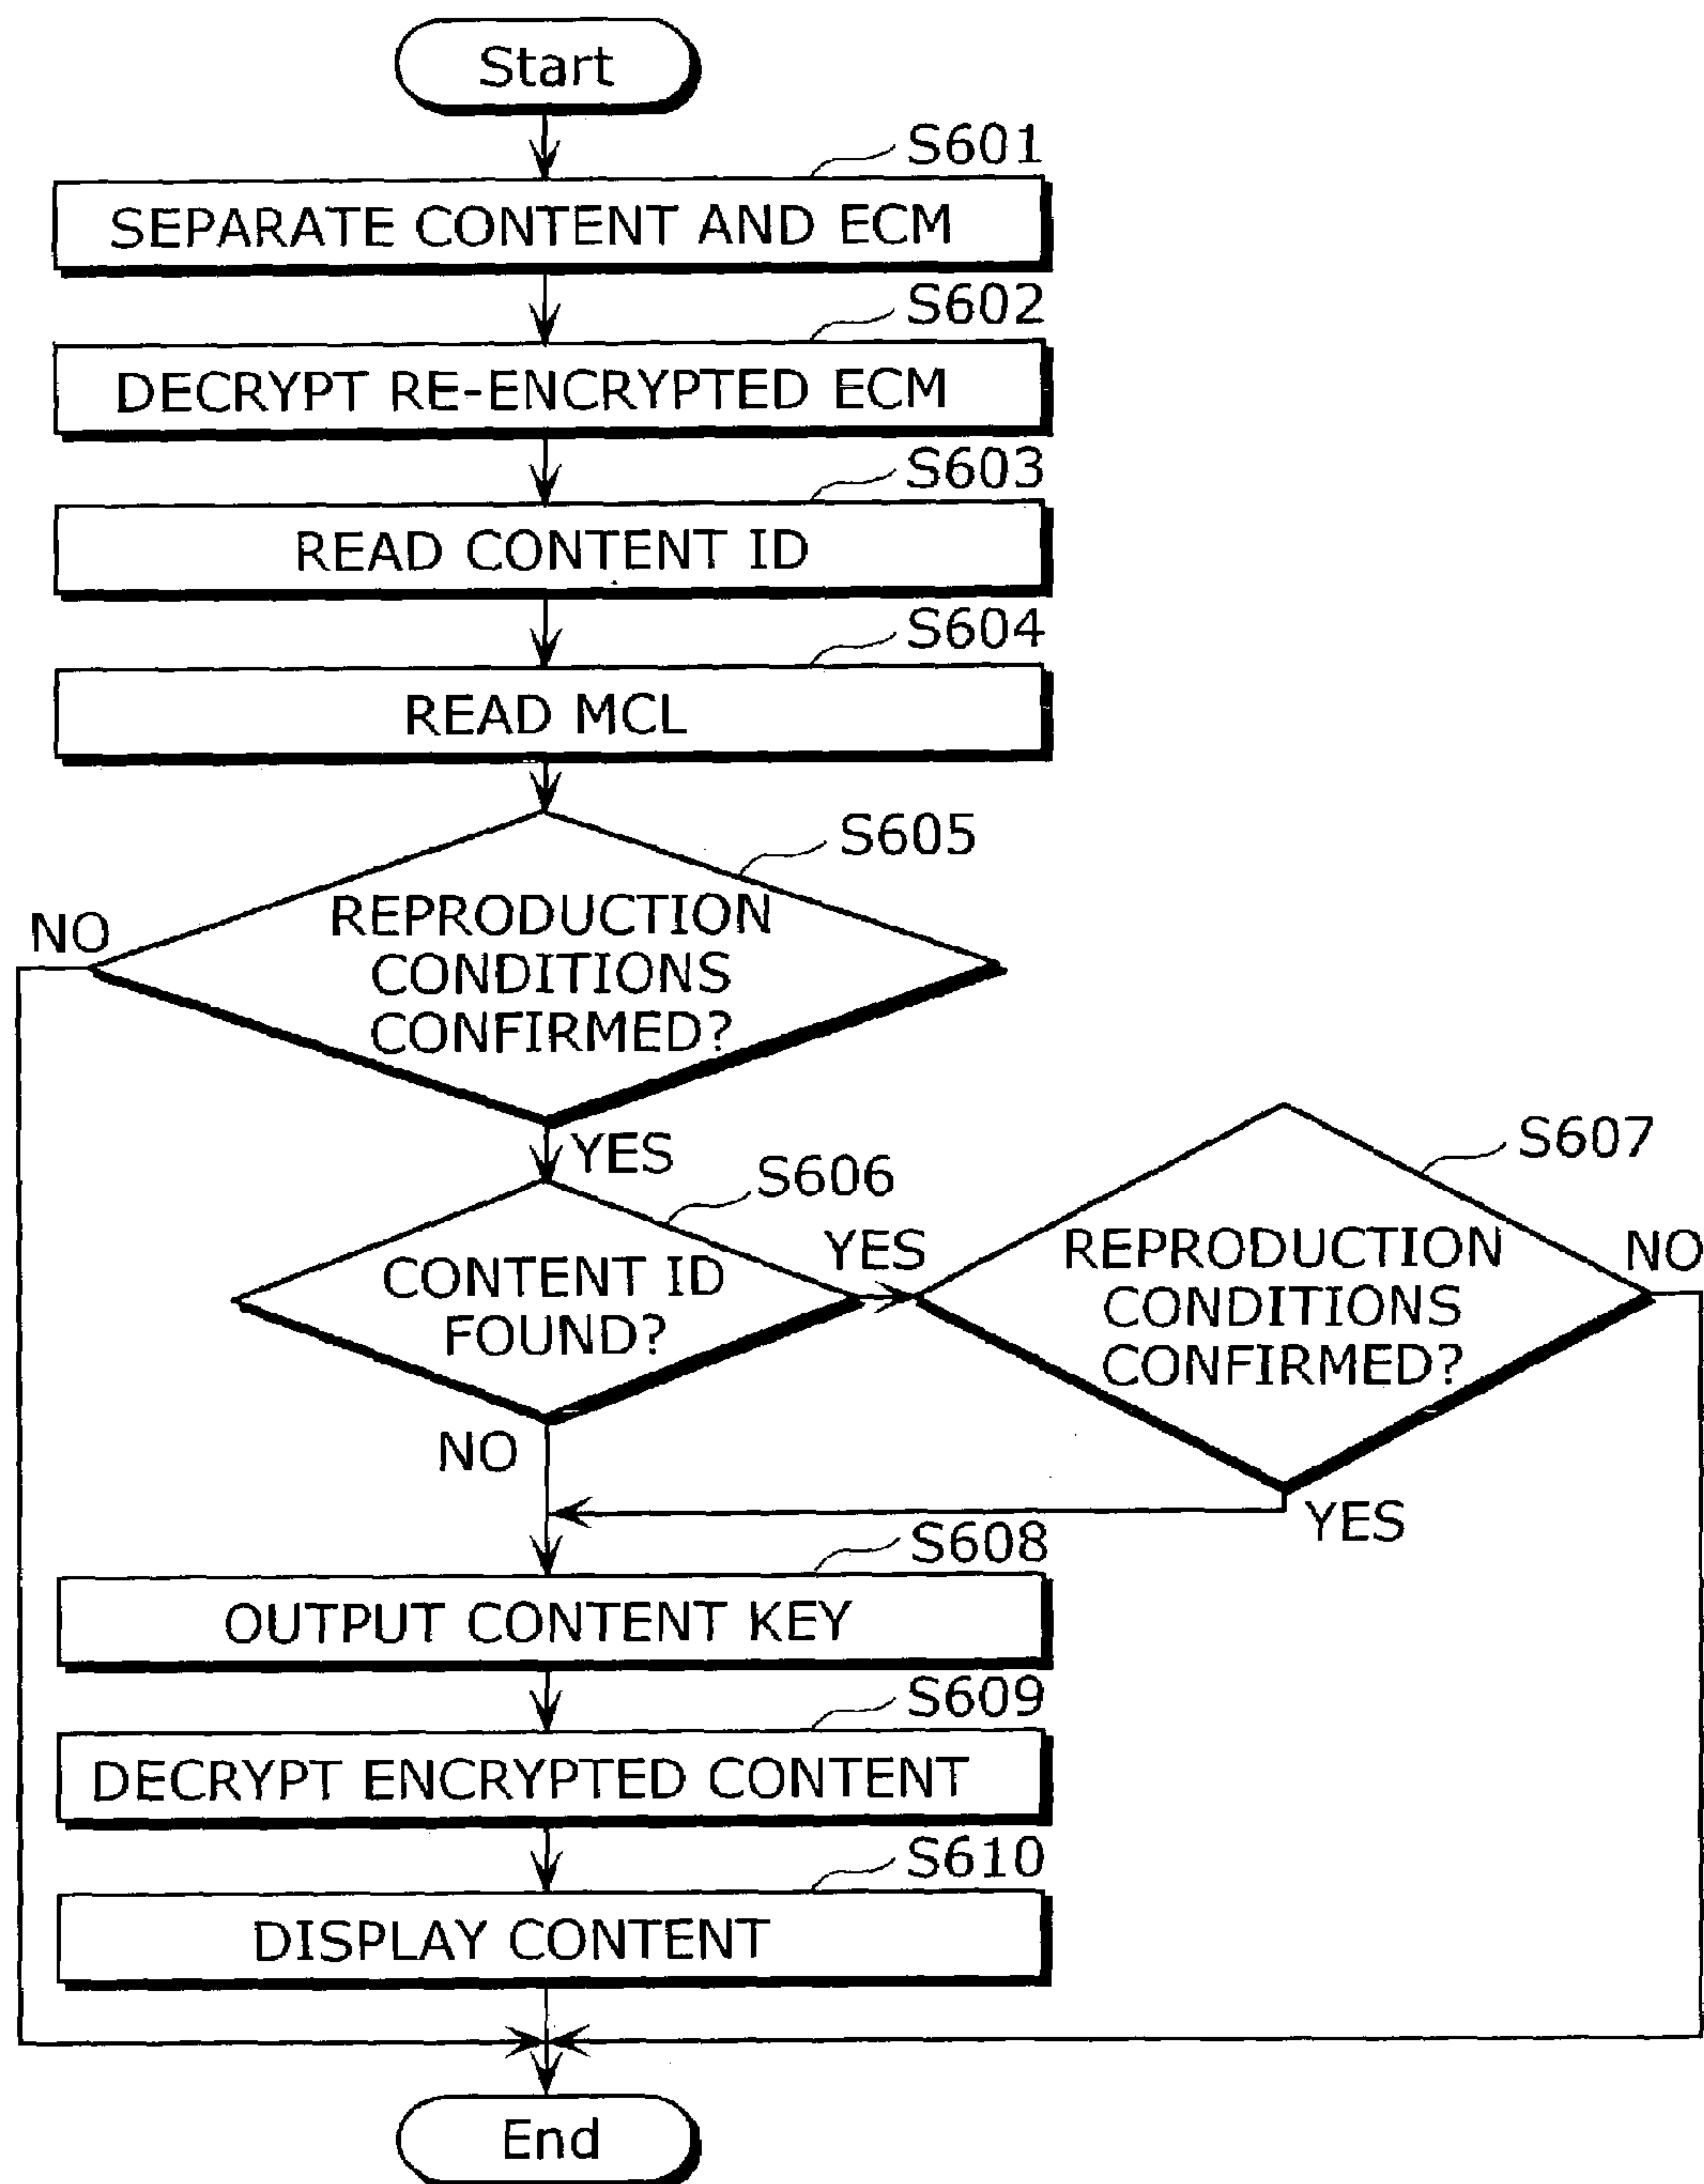 Start
S601
SEPARATE CONTENT AND ECM
S602
DECRYPT RE-ENCRYPTED ECM
S603
READ CONTENT ID
S604
READ MCL
S605
REPRODUCTION
CONDITIONS
CONFIRMED?
NO
YES
S606
CONTENT ID
FOUND?
YES
NO
S607
REPRODUCTION
CONDITIONS
CONFIRMED?
NO
YES
S608
OUTPUT CONTENT KEY
S609
DECRYPT ENCRYPTED CONTENT
S610
DISPLAY CONTENT
End